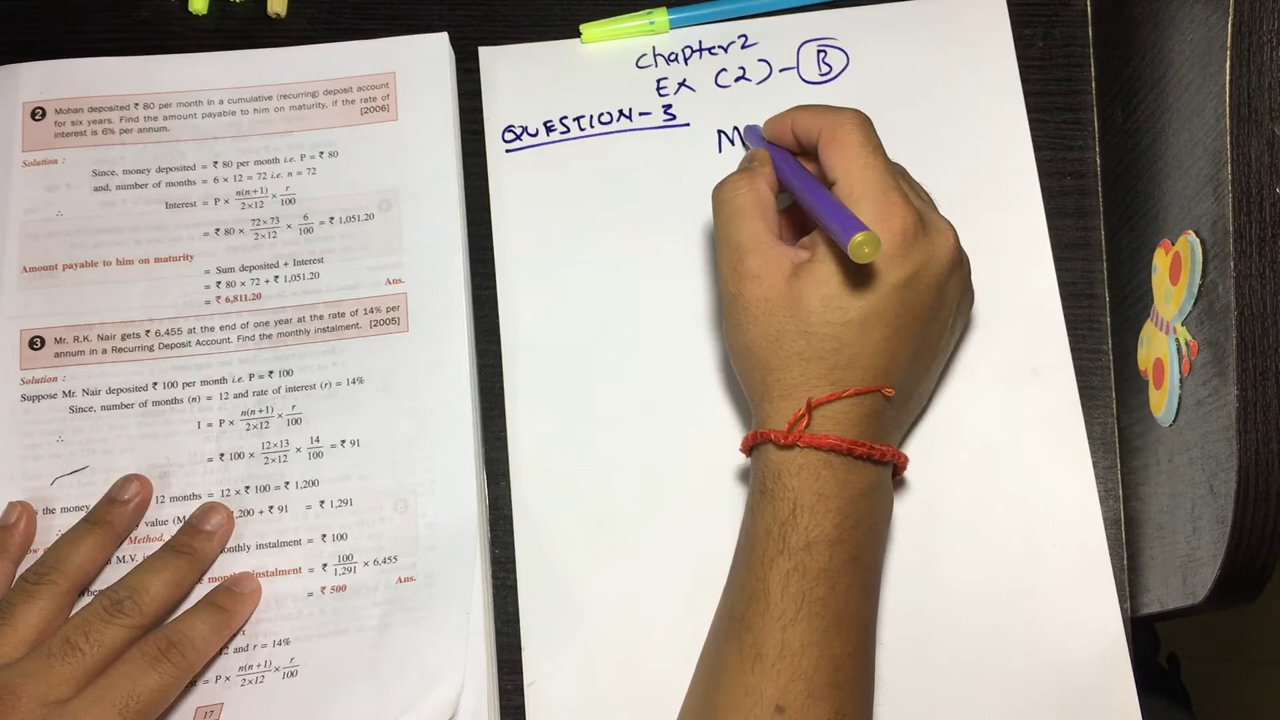 2 Mohan deposited ₹ 80 per month in a cumulative (recurring) deposit account
for six years. Find the amount payable to him on maturity, if the rate of
interest is 6% per annum. [2006]
Solution :
Since, money deposited = ₹ 80 per month i.e. P = ₹ 80
and, number of months = 6 × 12 = 72 i.e. n = 72
∴ Interest = P × n(n+1)/2×12 × r/100
= ₹ 80 × 72×73/2×12 × 6/100 = ₹ 1,051.20
Amount payable to him on maturity
= Sum deposited + Interest
= ₹ 80 × 72 + ₹ 1,051.20
= ₹ 6,811.20 Ans.
3 Mr. R.K. Nair gets ₹ 6,455 at the end of one year at the rate of 14% per
annum in a Recurring Deposit Account. Find the monthly instalment. [2005]
Solution :
Suppose Mr. Nair deposited ₹ 100 per month i.e. P = ₹ 100
Since, number of months (n) = 12 and rate of interest (r) = 14%
∴ I = P × n(n+1)/2×12 × r/100
= ₹ 100 × 12×13/2×12 × 14/100 = ₹ 91
the money 12 months = 12 × ₹ 100 = ₹ 1,200
∴ value (M 1,200 + ₹ 91 = ₹ 1,291
Method,
M.V. onthly instalment = ₹ 100
instalment = ₹ 100/1,291 × 6,455
= ₹ 500 Ans.
x
2 and r = 14%
= P × n(n+1)/2×12 × r/100
17
Chapter 2
Ex (2) - B
QUESTION - 3
M